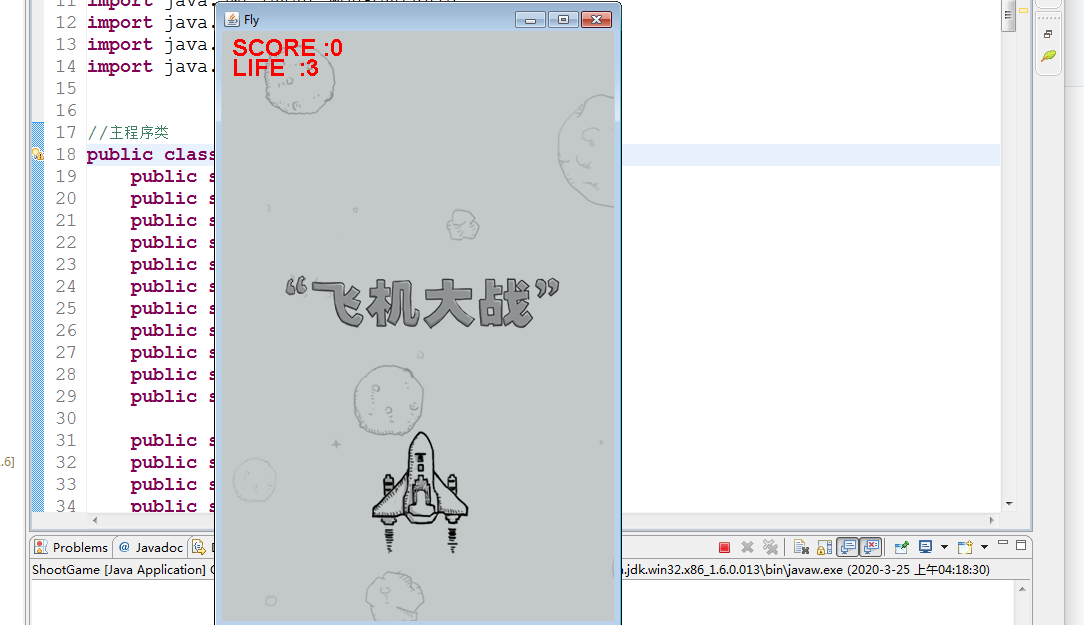 11 import java.
12 import java.
13 import java.
14 import java.
15
16
17 //主程序类
18 public class
19 public s
20 public s
21 public s
22 public s
23 public s
24 public s
25 public s
26 public s
27 public s
28 public s
29 public s
30
31 public s
32 public s
33 public s
34 public s
Fly
SCORE :0
LIFE :3
“飞机大战”
.6]
Problems @ Javadoc
ShootGame [Java Application]
.jdk.win32.x86_1.6.0.013\bin\javaw.exe (2020-3-25 上午04:18:30)